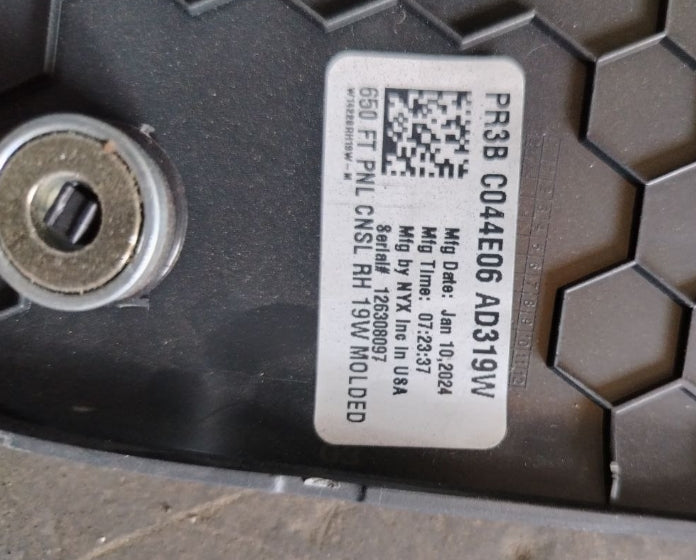 PR3B C044E06 AD319W
Mfg Date: Jan 10,2024
Mfg Time: 07:23:37
Mfg by NYX Inc in USA
Serial# 126308097
650 FT PNL CNSL RH 19W MOLDED